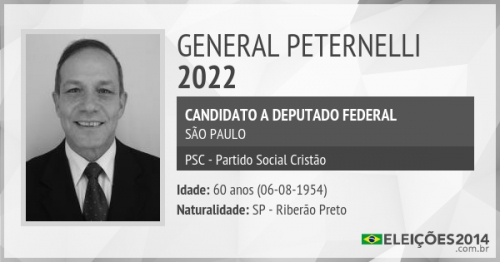 GENERAL PETERNELLI
2022
CANDIDATO A DEPUTADO FEDERAL
SÃO PAULO
PSC - Partido Social Cristão
Idade: 60 anos (06-08-1954)
Naturalidade: SP - Riberão Preto
ELEIÇÕES2014
.com.br